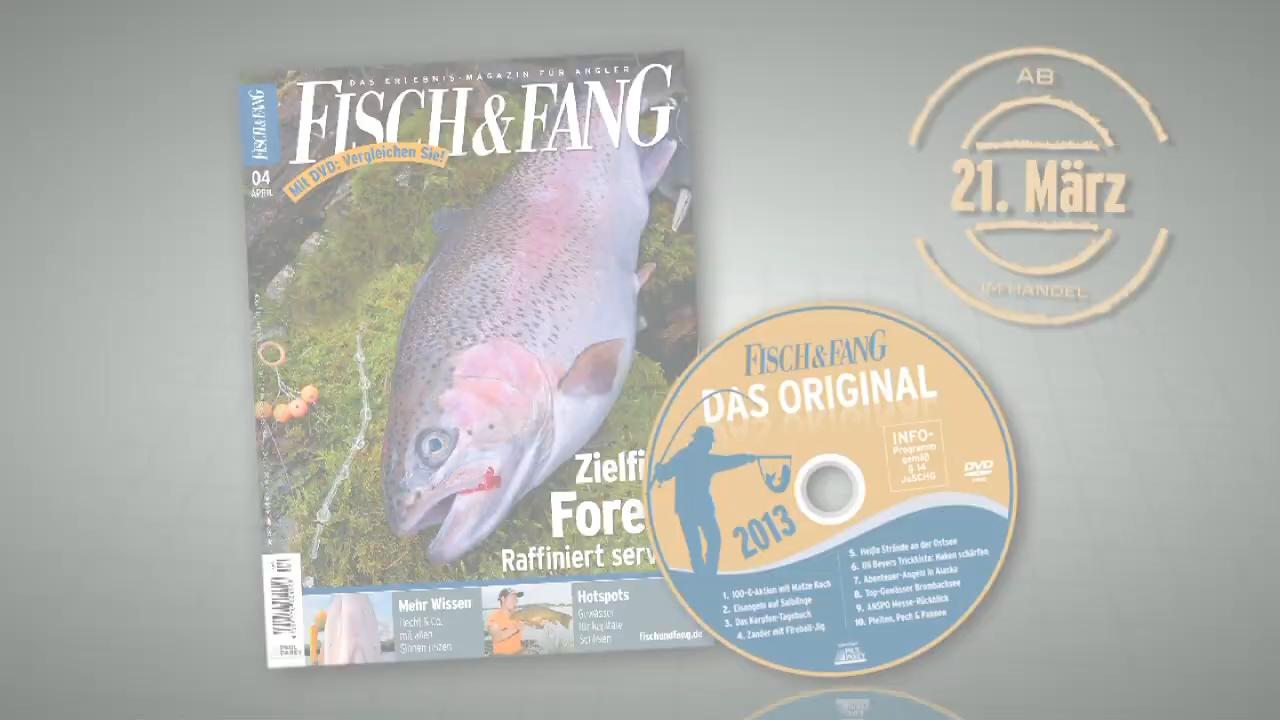 DAS ERLEBNIS-MAGAZIN FÜR ANGLER
FISCH&FANG
FISCH&FANG
Mit DVD: Vergleichen Sie!
04
APRIL
Zielfi
Fore
Raffiniert serv
Mehr Wissen
Hecht & Co.
mit allen
Sinnen reizen
Hotspots
Gewässer
für kapitale
Schleien
fischundfang.de
PAUL
PAREY
AB
21. März
IM HANDEL
FISCH&FANG
DAS ORIGINAL
INFO-
Programm
gemäß
§ 14
JuSCHG
DVD
2013
1. 100-€-Aktion mit Matze Koch
2. Eisangeln auf Saiblinge
3. Das Karpfen-Tagebuch
4. Zander mit Fireball-Jig
5. Heiße Strände an der Ostsee
6. Uli Beyers Trickkiste: Haken schärfen
7. Abenteuer-Angeln in Alaska
8. Top-Gewässer Brombachsee
9. ANSPO Messe-Rückblick
10. Pleiten, Pech & Pannen
PAUL
PAREY